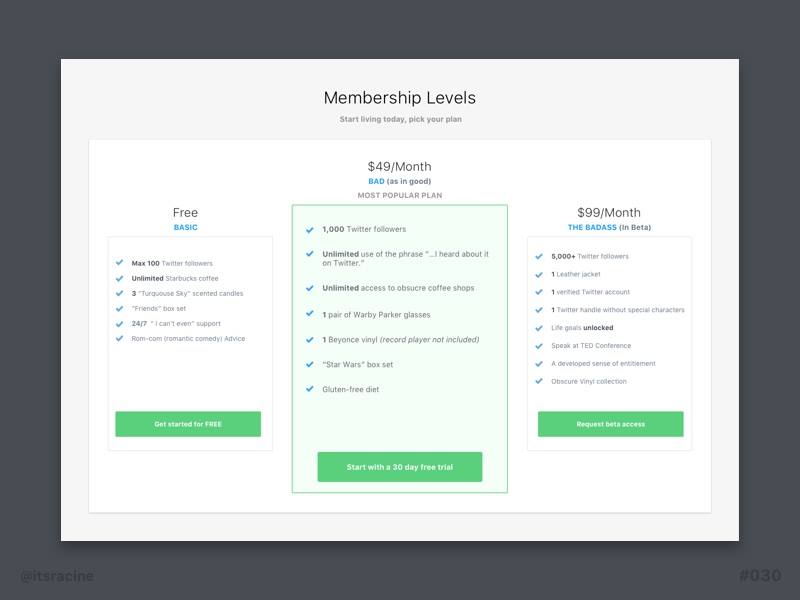 Membership Levels
Start living today, pick your plan
Free
BASIC
Max 100 Twitter followers
Unlimited Starbucks coffee
3 "Turquouse Sky" scented candles
"Friends" box set
24/7 " I can't even" support
Rom-com (romantic comedy) Advice
Get started for FREE
$49/Month
BAD (as in good)
MOST POPULAR PLAN
1,000 Twitter followers
Unlimited use of the phrase "...I heard about it
on Twitter."
Unlimited access to obsucre coffee shops
1 pair of Warby Parker glasses
1 Beyonce vinyl (record player not included)
"Star Wars" box set
Gluten-free diet
Start with a 30 day free trial
$99/Month
THE BADASS (In Beta)
5,000+ Twitter followers
1 Leather jacket
1 verified Twitter account
1 Twitter handle without special characters
Life goals unlocked
Speak at TED Conference
A developed sense of entitlement
Obscure Vinyl collection
Request beta access
@itsracine
#030